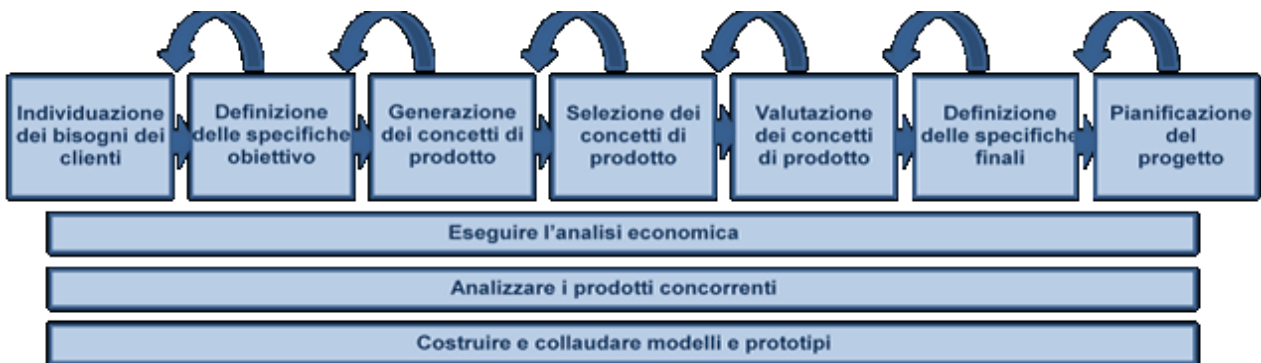 Individuazione
dei bisogni dei
clienti
Definizione
delle specifiche
obiettivo
Generazione
dei concetti di
prodotto
Selezione dei
concetti di
prodotto
Valutazione
dei concetti
di prodotto
Definizione
delle specifiche
finali
Pianificazione
del
progetto
Eseguire l'analisi economica
Analizzare i prodotti concorrenti
Costruire e collaudare modelli e prototipi